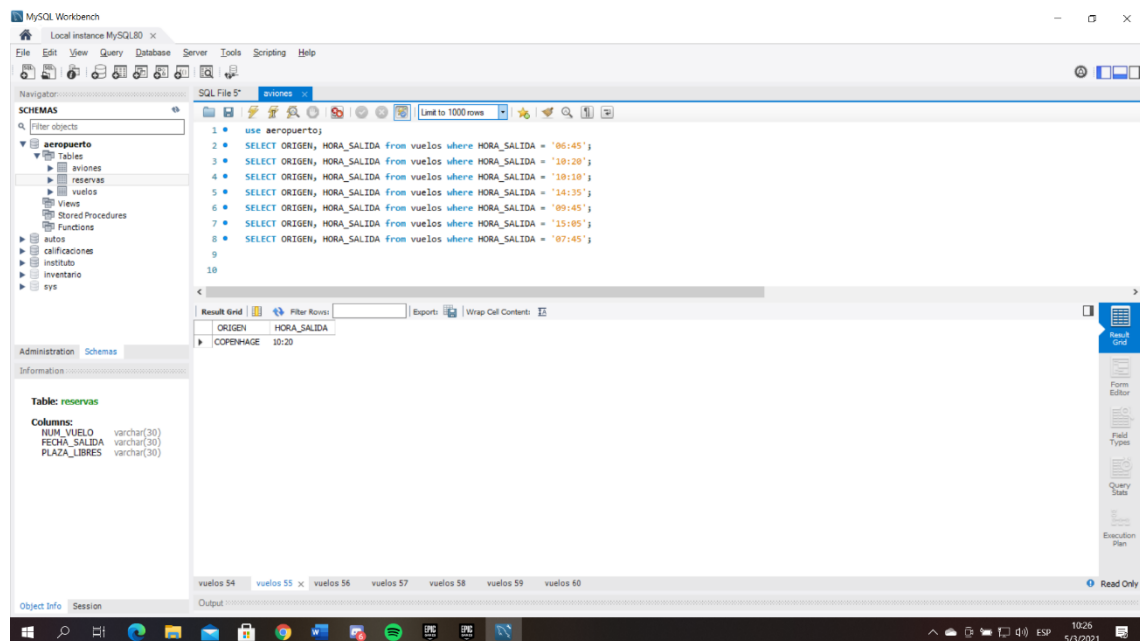 MySQL Workbench
Local instance MySQL80 ×
File Edit View Query Database Server Tools Scripting Help
Navigator
SQL File 5* aviones ×
SCHEMAS
Filter objects
Limit to 1000 rows
aeropuerto
Tables
aviones
reservas
vuelos
Views
Stored Procedures
Functions
autos
calificaciones
instituto
inventario
sys
1 use aeropuerto;
2 SELECT ORIGEN, HORA_SALIDA from vuelos where HORA_SALIDA = '06:45';
3 SELECT ORIGEN, HORA_SALIDA from vuelos where HORA_SALIDA = '10:20';
4 SELECT ORIGEN, HORA_SALIDA from vuelos where HORA_SALIDA = '10:10';
5 SELECT ORIGEN, HORA_SALIDA from vuelos where HORA_SALIDA = '14:35';
6 SELECT ORIGEN, HORA_SALIDA from vuelos where HORA_SALIDA = '09:45';
7 SELECT ORIGEN, HORA_SALIDA from vuelos where HORA_SALIDA = '15:05';
8 SELECT ORIGEN, HORA_SALIDA from vuelos where HORA_SALIDA = '07:45';
9
10
Result Grid Filter Rows: Export: Wrap Cell Content:
ORIGEN HORA_SALIDA
COPENHAGE 10:20
Result Grid
Form Editor
Field Types
Query Stats
Execution Plan
Administration Schemas
Information
Table: reservas
Columns:
NUM_VUELO varchar(30)
FECHA_SALIDA varchar(30)
PLAZA_LIBRES varchar(30)
vuelos 54 vuelos 55 × vuelos 56 vuelos 57 vuelos 58 vuelos 59 vuelos 60 Read Only
Output
Object Info Session
ESP
10:26
5/3/2021